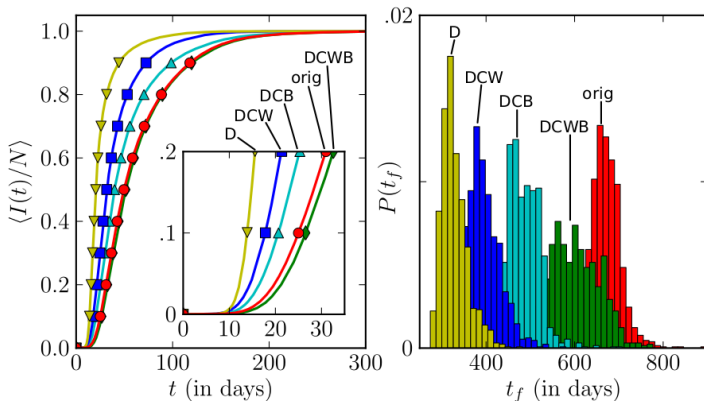 1.0
0.8
0.6
0.4
0.2
0.0
⟨I(t)/N⟩
0 100 200 300
t (in days)
DCWB
orig
DCB
DCW
D
.2
.1
0
0 10 20 30
.02
0
P(t_f)
D
DCW
DCB
DCWB
orig
400 600 800
t_f (in days)